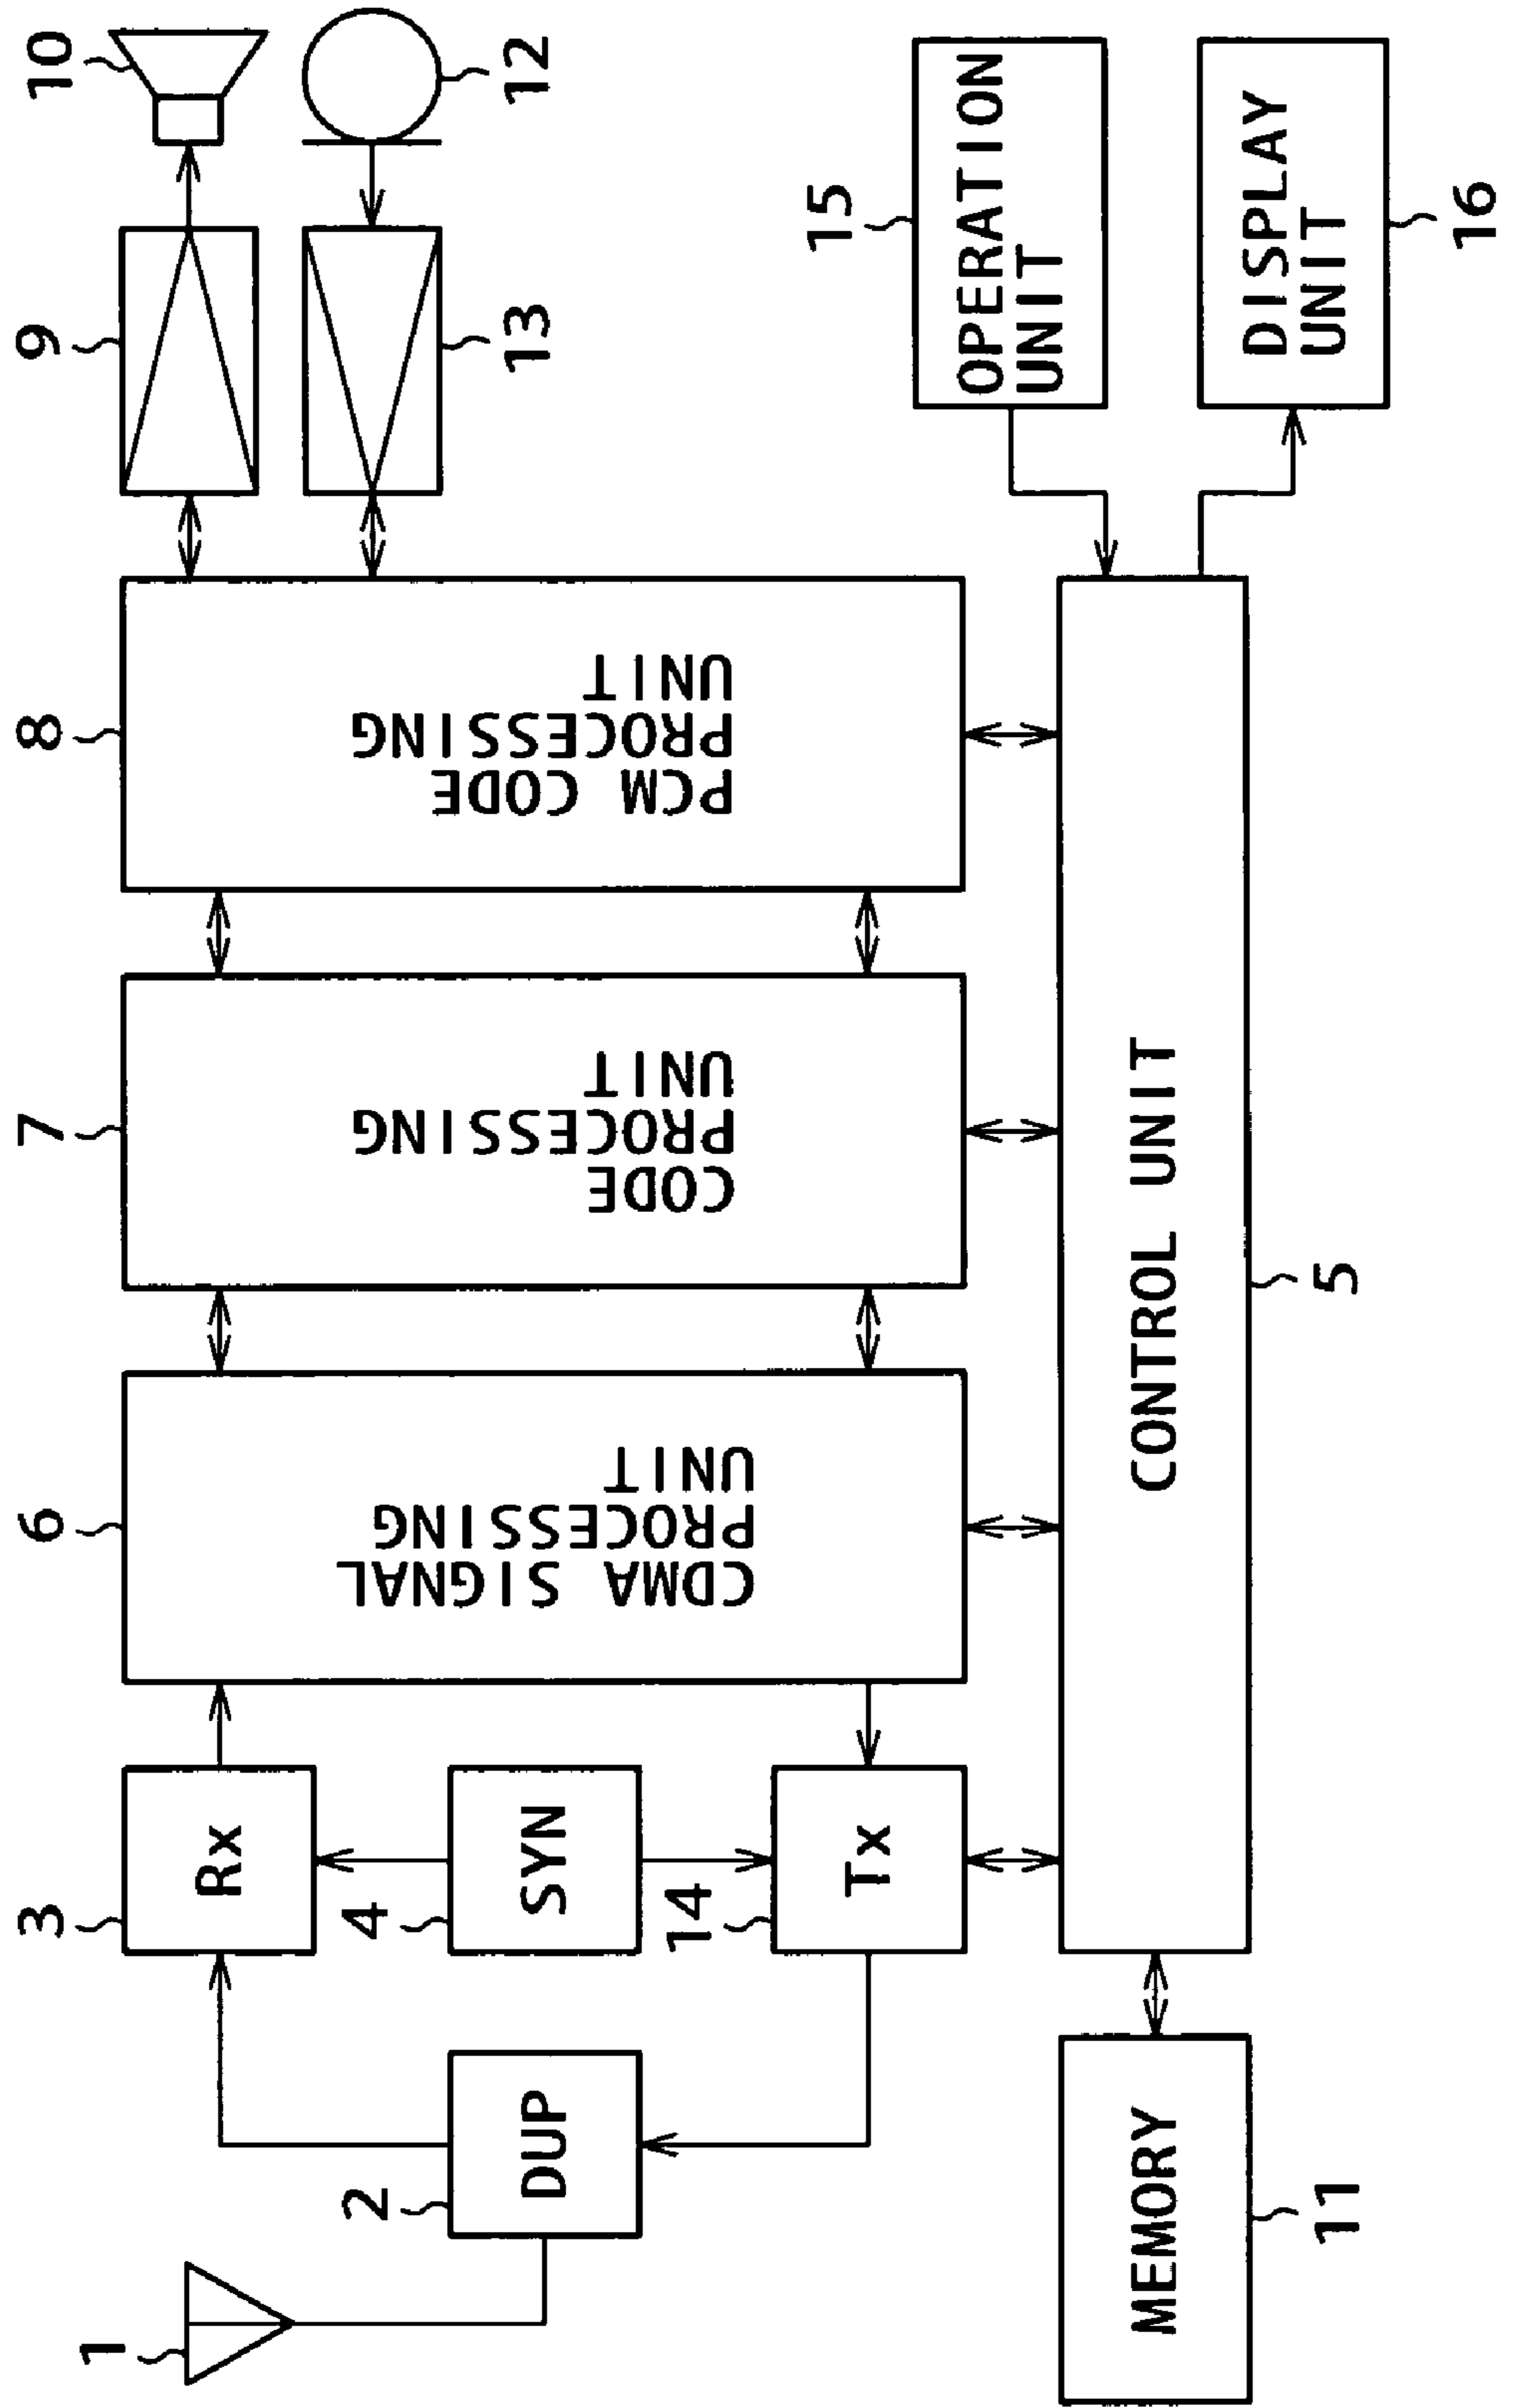 1
2
DUP
3
Rx
4
SYN
14
Tx
6
CDMA SIGNAL
PROCESSING
UNIT
7
CODE
PROCESSING
UNIT
8
PCM CODE
PROCESSING
UNIT
9
10
13
12
15
OPERATION
UNIT
DISPLAY
UNIT
16
MEMORY
11
CONTROL UNIT
5